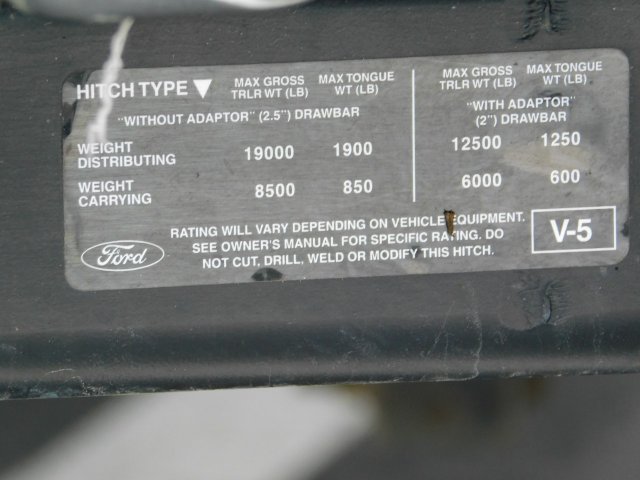 HITCH TYPE ▼ MAX GROSS TRLR WT (LB) MAX TONGUE WT (LB) MAX GROSS TRLR WT (LB) MAX TONGUE WT (LB)
"WITHOUT ADAPTOR" (2.5") DRAWBAR "WITH ADAPTOR" (2") DRAWBAR
WEIGHT DISTRIBUTING 19000 1900 12500 1250
WEIGHT CARRYING 8500 850 6000 600
Ford
RATING WILL VARY DEPENDING ON VEHICLE EQUIPMENT.
SEE OWNER'S MANUAL FOR SPECIFIC RATING. DO
NOT CUT, DRILL, WELD OR MODIFY THIS HITCH.
V-5